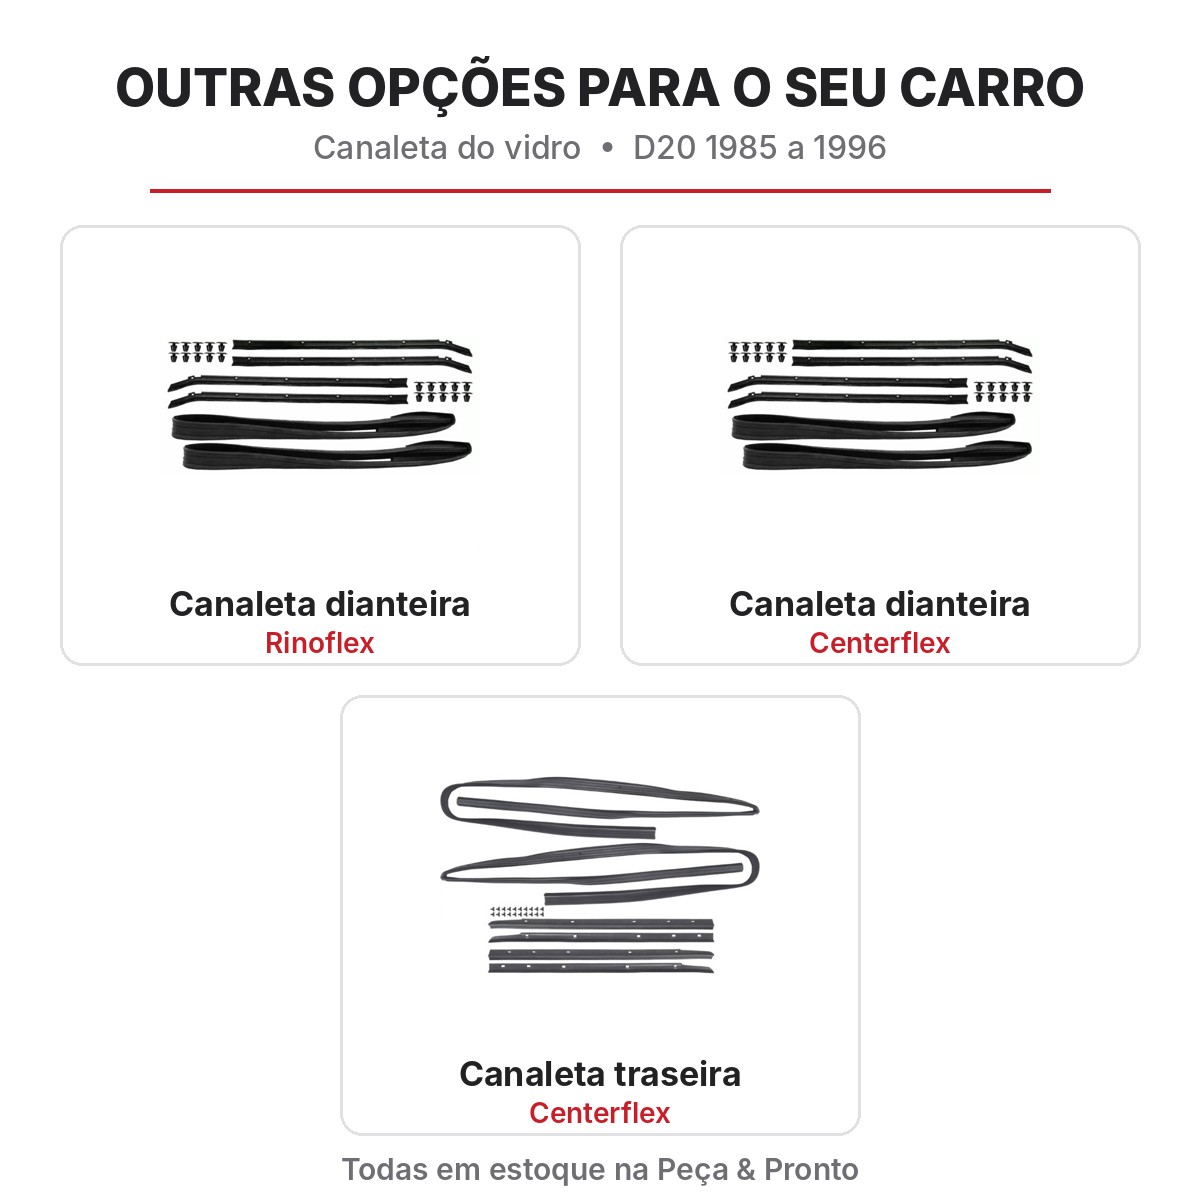 OUTRAS OPÇÕES PARA O SEU CARRO
Canaleta do vidro • D20 1985 a 1996
Canaleta dianteira
Rinoflex
Canaleta dianteira
Centerflex
Canaleta traseira
Centerflex
Todas em estoque na Peça & Pronto